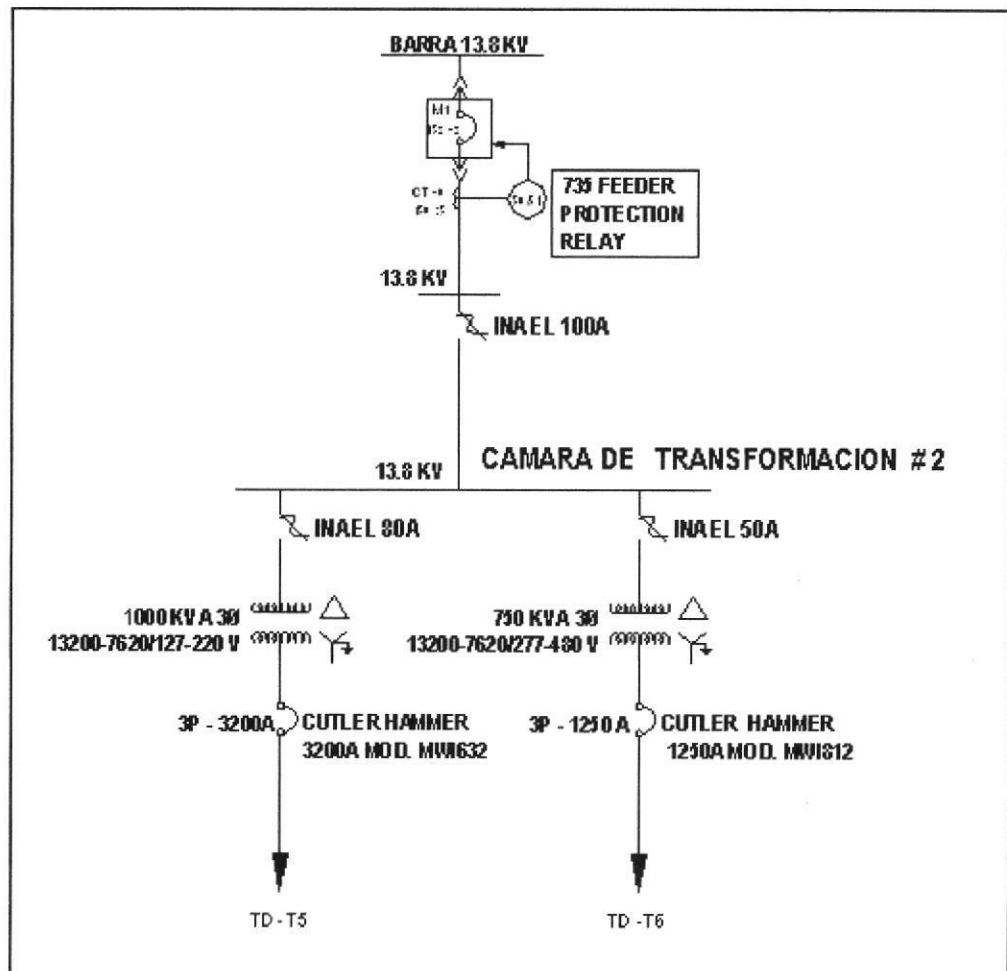 BARRA 13.8 KV
M1
735 FEEDER
PROTECTION
RELAY
13.8 KV
INAEL 100A
CAMARA DE TRANSFORMACION #2
13.8 KV
INAEL 80A
INAEL 50A
1000 KVA 3Ø
13200-7620/127-220 V
750 KVA 3Ø
13200-7620/277-480 V
3P - 3200A
CUTLER HAMMER
3200A MOD. MWI632
3P - 1250 A
CUTLER HAMMER
1250A MOD. MWI812
TD - T5
TD - T6